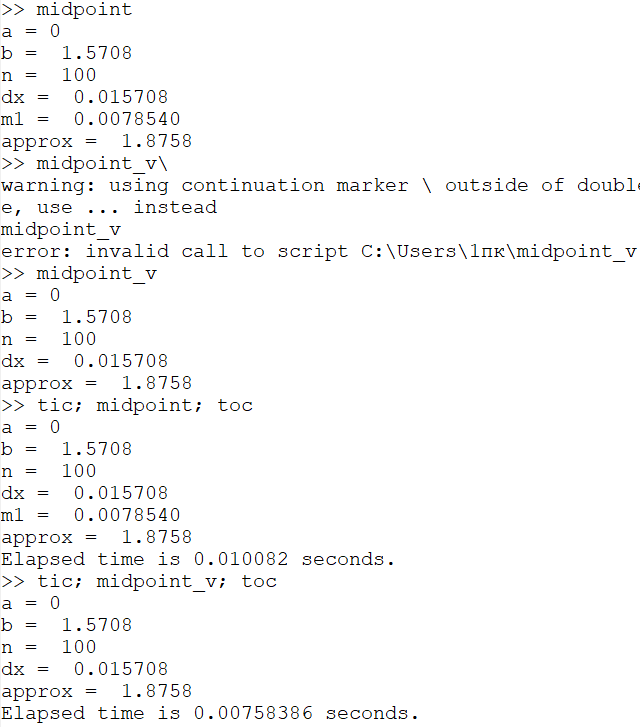 >> midpoint
a = 0
b =  1.5708
n =  100
dx =  0.015708
m1 =  0.0078540
approx =  1.8758
>> midpoint_v\
warning: using continuation marker \ outside of double
e, use ... instead
midpoint_v
error: invalid call to script C:\Users\1пк\midpoint_v
>> midpoint_v
a = 0
b =  1.5708
n =  100
dx =  0.015708
approx =  1.8758
>> tic; midpoint; toc
a = 0
b =  1.5708
n =  100
dx =  0.015708
m1 =  0.0078540
approx =  1.8758
Elapsed time is 0.010082 seconds.
>> tic; midpoint_v; toc
a = 0
b =  1.5708
n =  100
dx =  0.015708
approx =  1.8758
Elapsed time is 0.00758386 seconds.